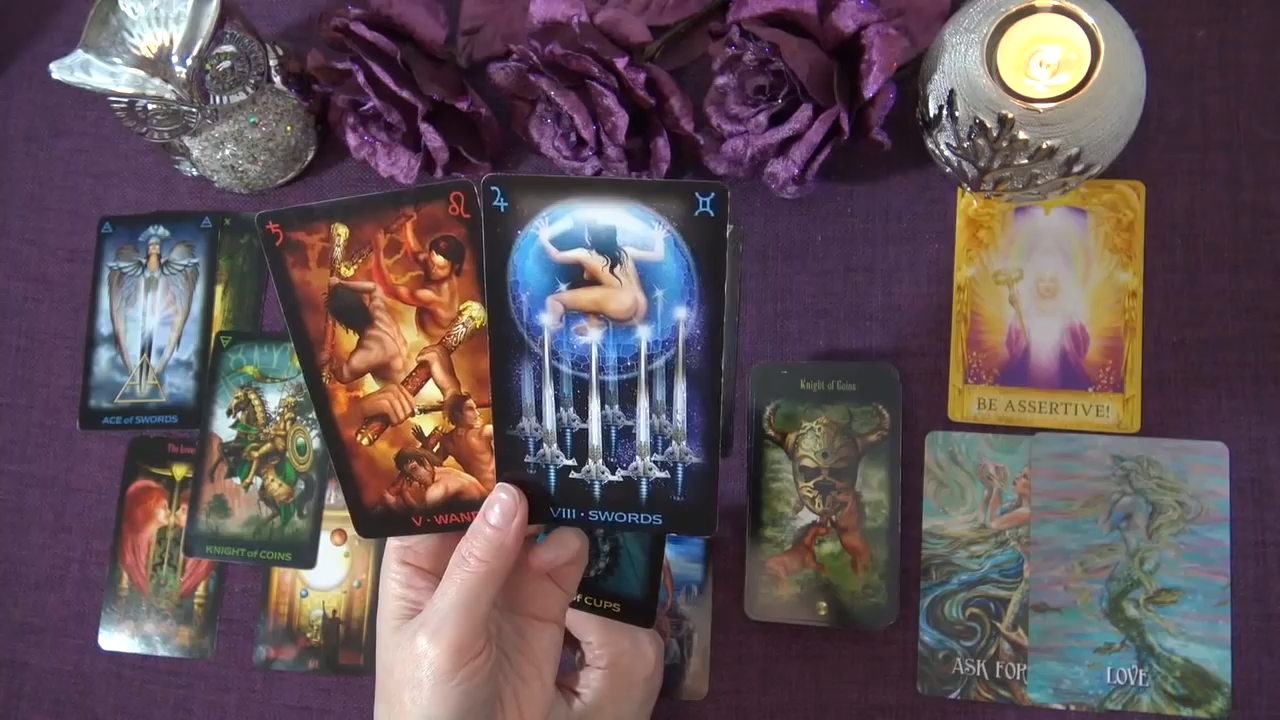 ACE of SWORDS
KNIGHT of COINS
V • WAN
VIII • SWORDS
of CUPS
Knight of Coins
BE ASSERTIVE!
ASK FOR
LOVE